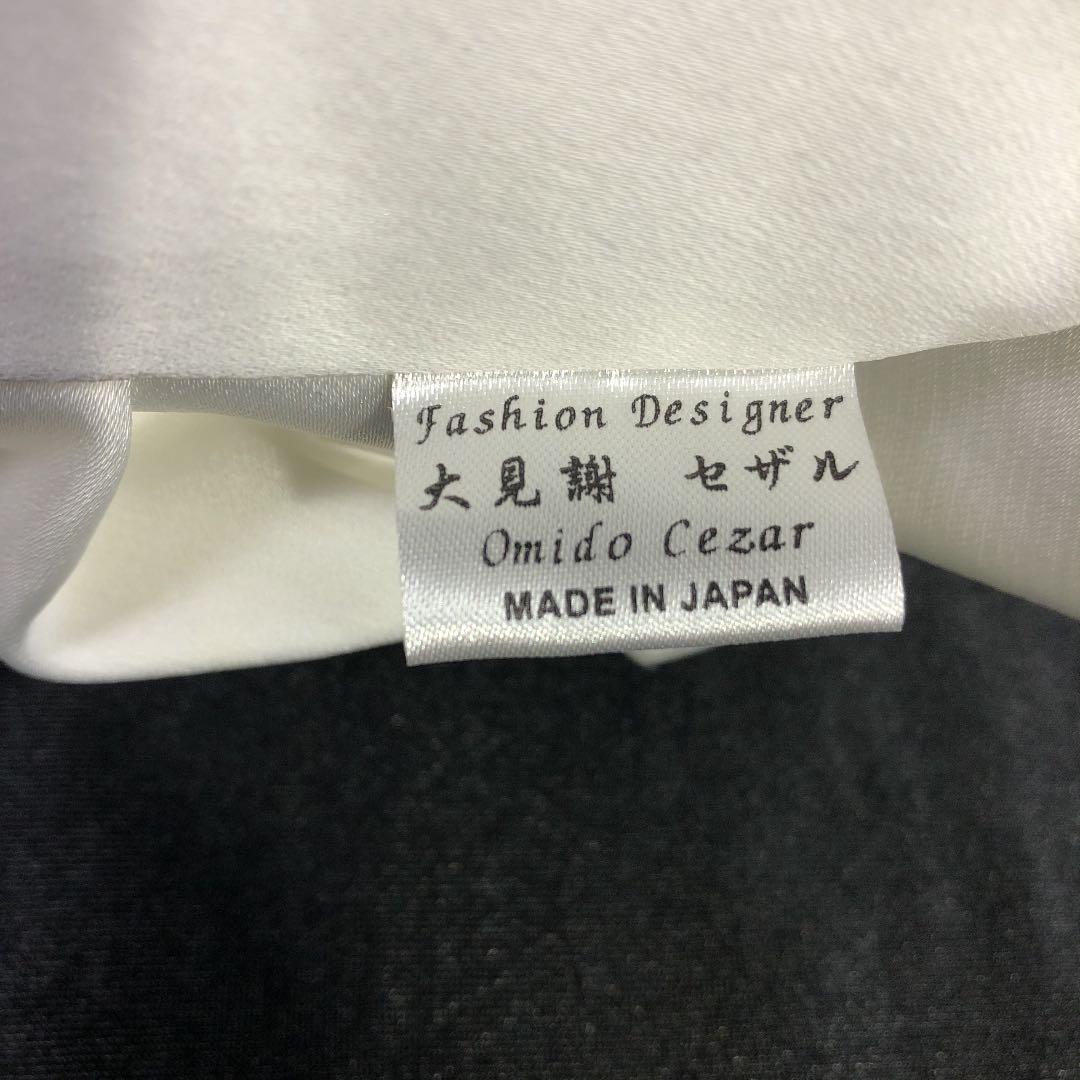 Fashion Designer
大見謝 セザル
Omido Cezar
MADE IN JAPAN